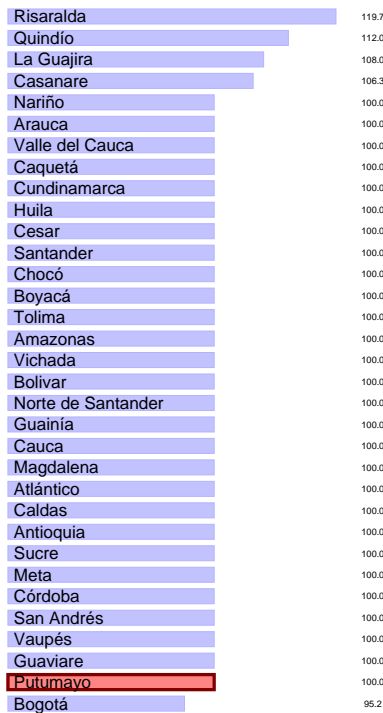 Risaralda 119.7
Quindío 112.0
La Guajira 108.0
Casanare 106.3
Nariño 100.0
Arauca 100.0
Valle del Cauca 100.0
Caquetá 100.0
Cundinamarca 100.0
Huila 100.0
Cesar 100.0
Santander 100.0
Chocó 100.0
Boyacá 100.0
Tolima 100.0
Amazonas 100.0
Vichada 100.0
Bolivar 100.0
Norte de Santander 100.0
Guainía 100.0
Cauca 100.0
Magdalena 100.0
Atlántico 100.0
Caldas 100.0
Antioquia 100.0
Sucre 100.0
Meta 100.0
Córdoba 100.0
San Andrés 100.0
Vaupés 100.0
Guaviare 100.0
Putumayo 100.0
Bogotá 95.2